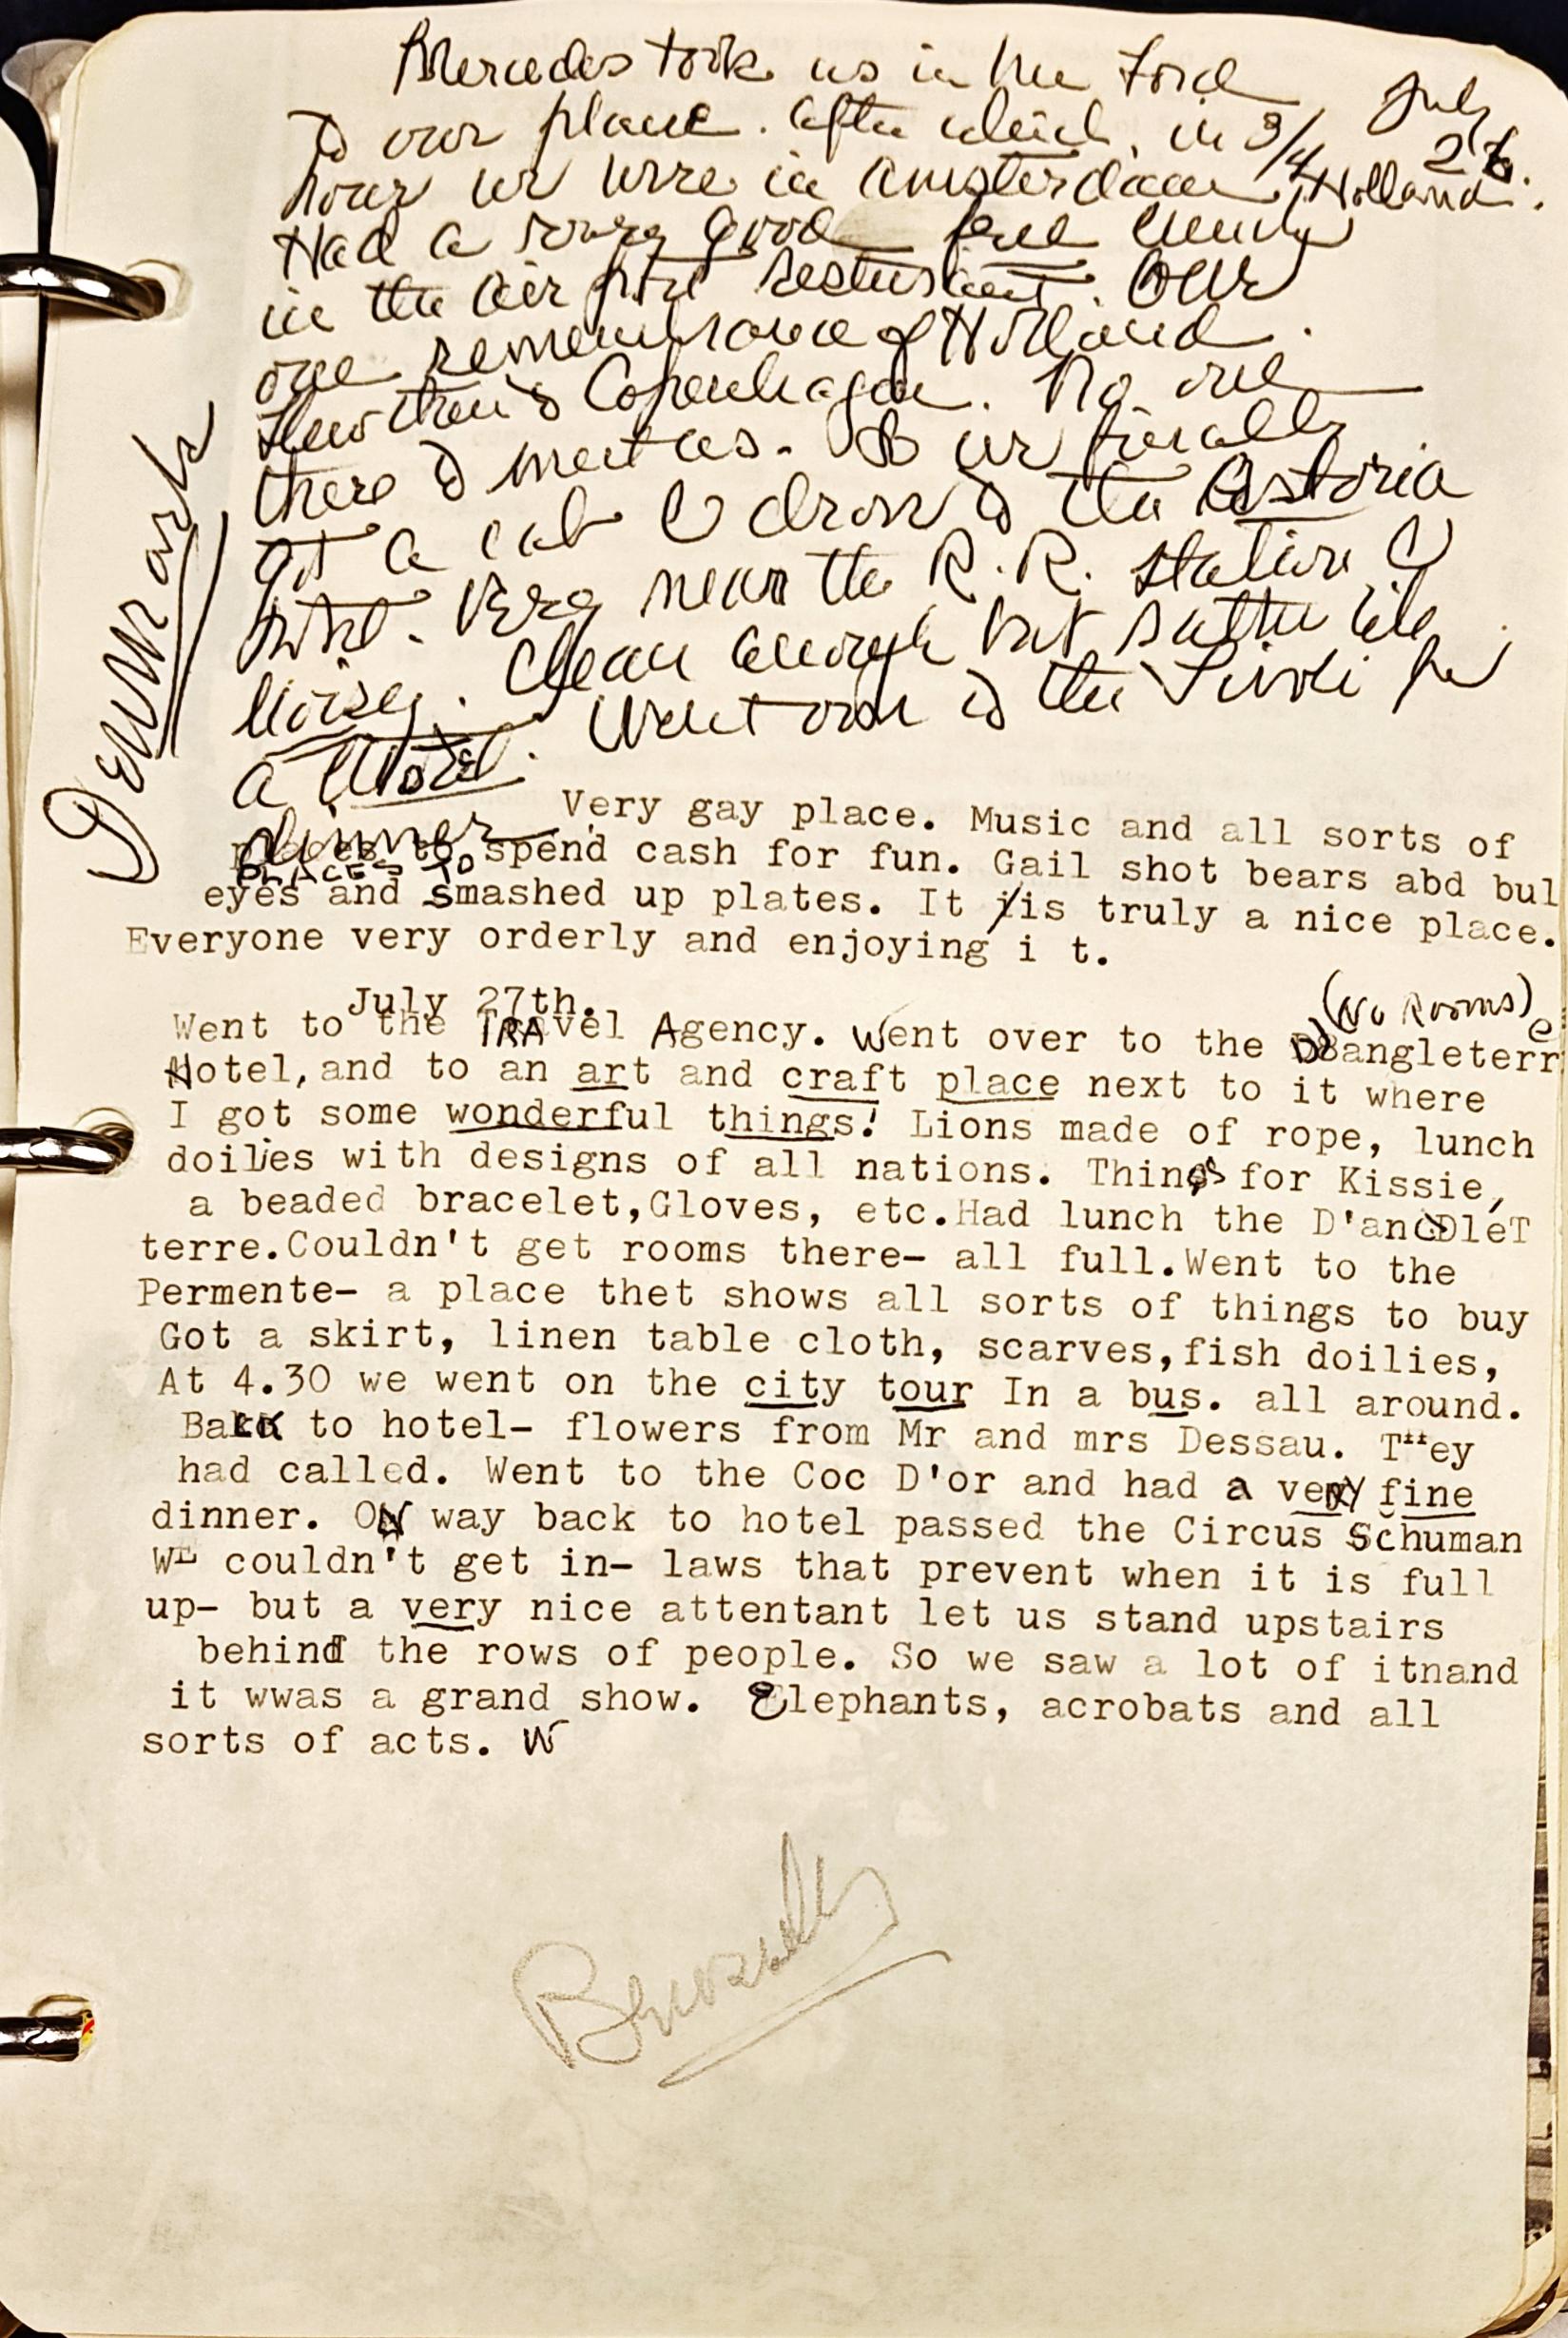 Mercedes took us in her Ford
July
26.
to our plane. After which, in 3/4
hour we were in Amsterdam, Holland.
Had a very good free lunch
in the air port resturant. Our
one remembrance of Holland.
Flew then to Copenhagen. No one
there to meet us. So we finally
got a cab & drove to the Astoria
hotel. Very near the R.R. station &
noisey. Clean enough but rather like
a Motel. Went over to the Tivoli for
dinner
Denmark
Very gay place. Music and all sorts of
PLACES TO spend cash for fun. Gail shot bears abd bul
eyes and smashed up plates. It is truly a nice place.
Everyone very orderly and enjoying i t.
July 27th.
(No Rooms)
Went to the TRAvel Agency. Went over to the D'angleterre
Hotel,and to an art and craft place next to it where
I got some wonderful things! Lions made of rope, lunch
doilies with designs of all nations. Things for Kissie,
a beaded bracelet,Gloves, etc.Had lunch the D'anDleT
terre.Couldn't get rooms there- all full.Went to the
Permente- a place thet shows all sorts of things to buy
Got a skirt, linen table cloth, scarves,fish doilies,
At 4.30 we went on the city tour In a bus. all around.
Back to hotel- flowers from Mr and mrs Dessau. They
had called. Went to the Coc D'or and had a very fine
dinner. ON way back to hotel passed the Circus Schuman
WE couldn't get in- laws that prevent when it is full
up- but a very nice attentant let us stand upstairs
behind the rows of people. So we saw a lot of itnand
it wwas a grand show. Elephants, acrobats and all
sorts of acts. W